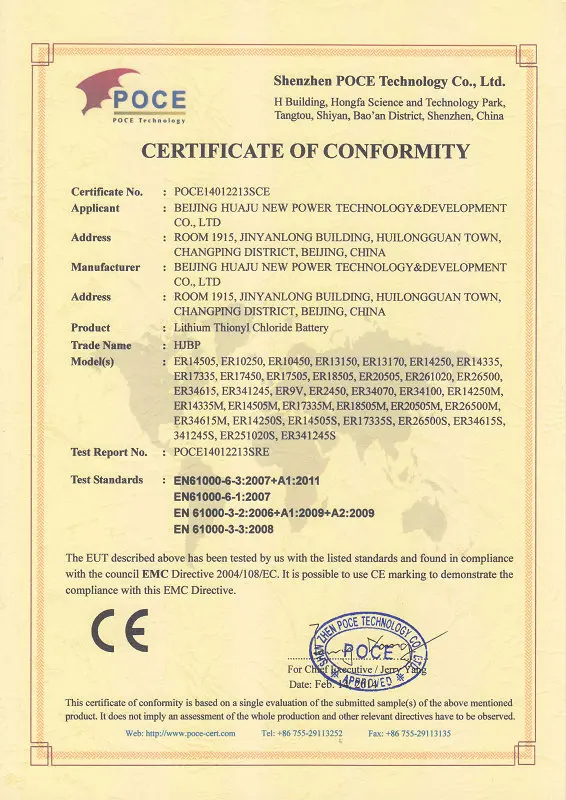 POCE
POCE Technology
Shenzhen POCE Technology Co., Ltd.
H Building, Hongfa Science and Technology Park,
Tangtou, Shiyan, Bao'an District, Shenzhen, China
CERTIFICATE OF CONFORMITY
Certificate No. : POCE14012213SCE
Applicant : BEIJING HUAJU NEW POWER TECHNOLOGY&DEVELOPMENT
CO., LTD
Address : ROOM 1915, JINYANLONG BUILDING, HUILONGGUAN TOWN,
CHANGPING DISTRICT, BEIJING, CHINA
Manufacturer : BEIJING HUAJU NEW POWER TECHNOLOGY&DEVELOPMENT
CO., LTD
Address : ROOM 1915, JINYANLONG BUILDING, HUILONGGUAN TOWN,
CHANGPING DISTRICT, BEIJING, CHINA
Product : Lithium Thionyl Chloride Battery
Trade Name : HJBP
Model(s) : ER14505, ER10250, ER10450, ER13150, ER13170, ER14250, ER14335,
ER17335, ER17450, ER17505, ER18505, ER20505, ER261020, ER26500,
ER34615, ER341245, ER9V, ER2450, ER34070, ER34100, ER14250M,
ER14335M, ER14505M, ER17335M, ER18505M, ER20505M, ER26500M,
ER34615M, ER14250S, ER14505S, ER17335S, ER26500S, ER34615S,
341245S, ER251020S, ER341245S
Test Report No. : POCE14012213SRE
Test Standards : EN61000-6-3:2007+A1:2011
EN61000-6-1:2007
EN 61000-3-2:2006+A1:2009+A2:2009
EN 61000-3-3:2008
The EUT described above has been tested by us with the listed standards and found in compliance
with the council EMC Directive 2004/108/EC. It is possible to use CE marking to demonstrate the
compliance with this EMC Directive.
CE
SHENZHEN POCE TECHNOLOGY CO., LTD.
POCE
APPROVED
For Chief Executive / Jerry Yang
Date: Feb. 2014
This certificate of conformity is based on a single evaluation of the submitted sample(s) of the above mentioned
product. It does not imply an assessment of the whole production and other relevant directives have to be observed.
Web: http://www.poce-cert.com Tel: +86 755-29113252 Fax: +86 755-29113135